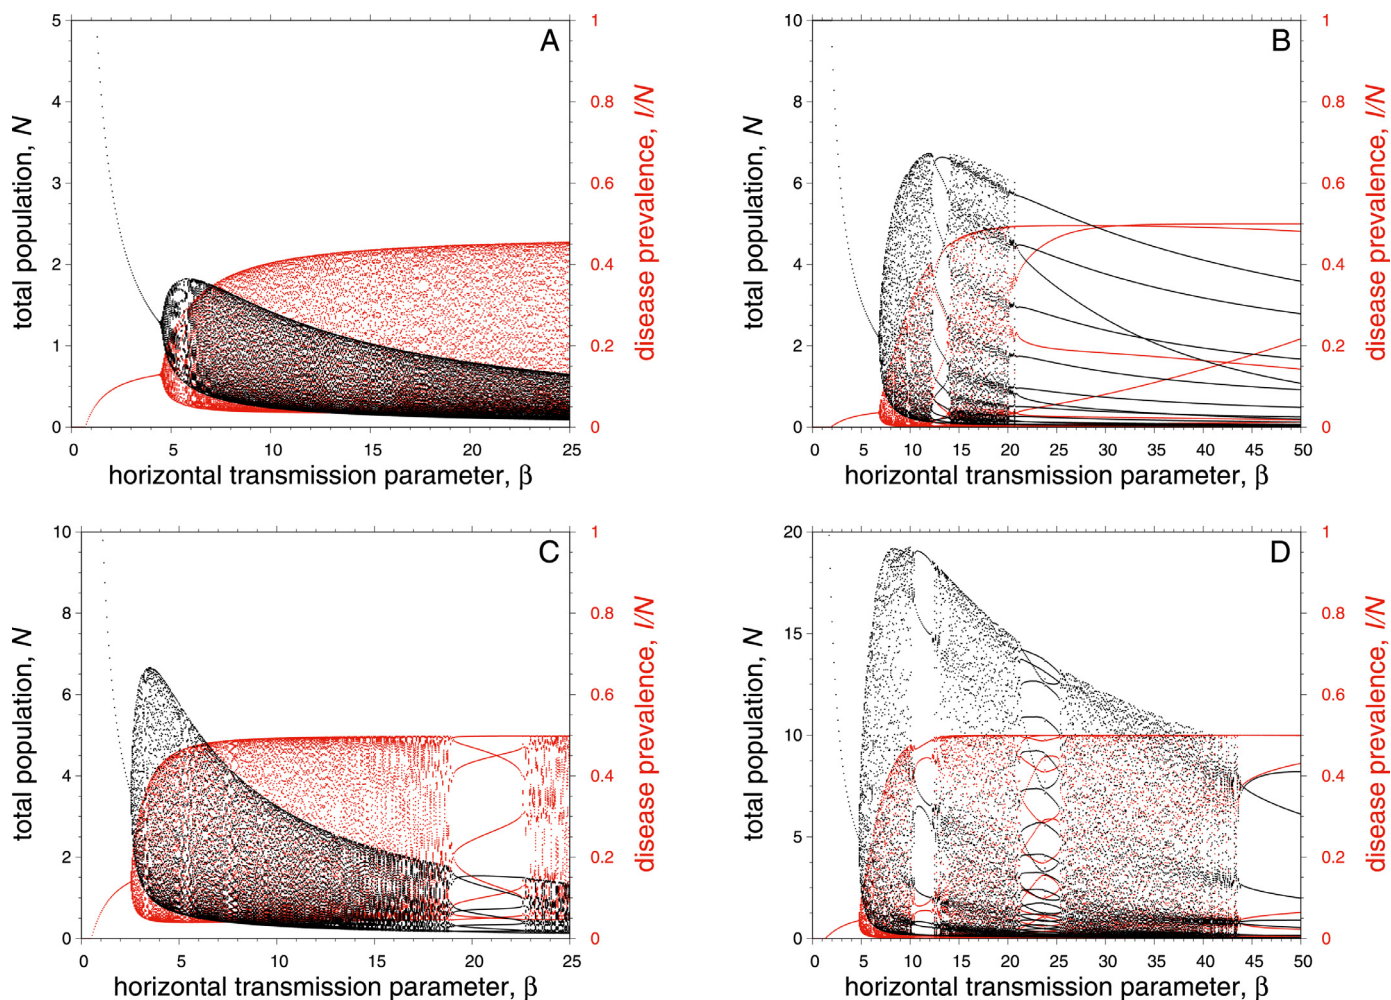 A
5
4
3
2
1
0
total population, N
1
0.8
0.6
0.4
0.2
0
disease prevalence, I/N
0 5 10 15 20 25
horizontal transmission parameter, β
B
10
8
6
4
2
0
total population, N
1
0.8
0.6
0.4
0.2
0
disease prevalence, I/N
0 5 10 15 20 25 30 35 40 45 50
horizontal transmission parameter, β
C
10
8
6
4
2
0
total population, N
1
0.8
0.6
0.4
0.2
0
disease prevalence, I/N
0 5 10 15 20 25
horizontal transmission parameter, β
D
20
15
10
5
0
total population, N
1
0.8
0.6
0.4
0.2
0
disease prevalence, I/N
0 5 10 15 20 25 30 35 40 45 50
horizontal transmission parameter, β